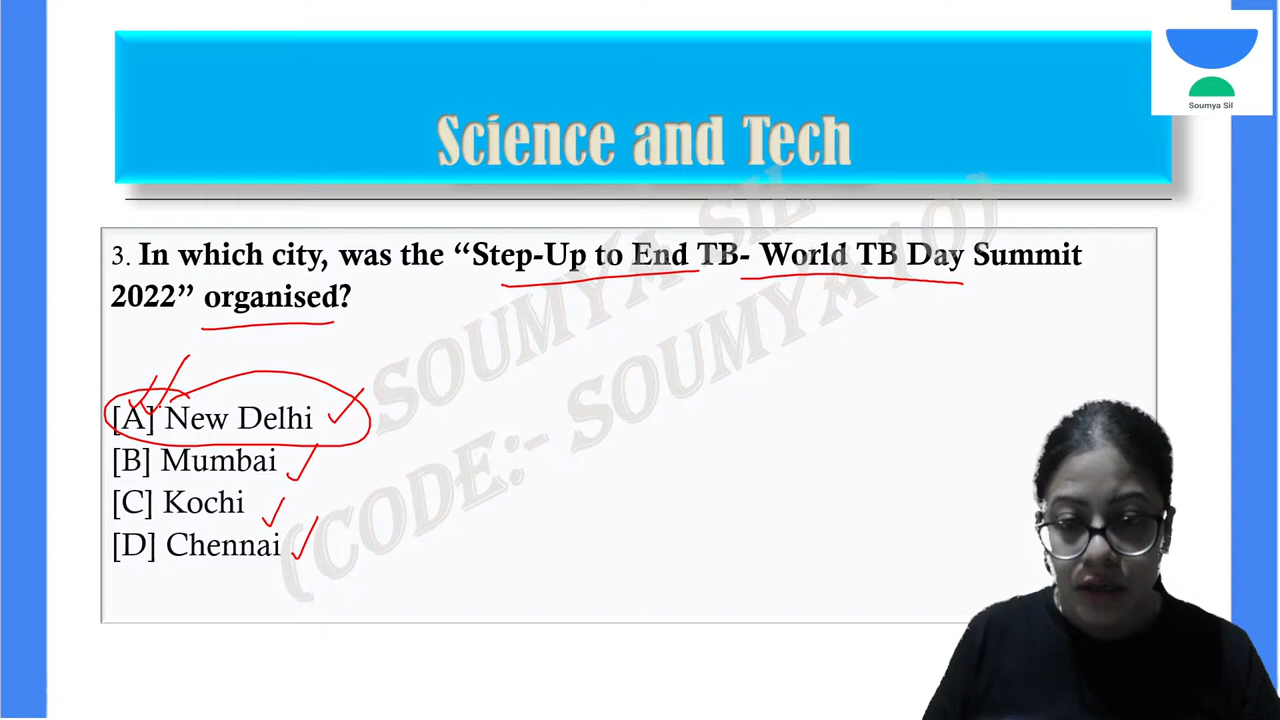 Soumya Sil
Science and Tech
3. In which city, was the “Step-Up to End TB- World TB Day Summit
2022” organised?
[A] New Delhi
[B] Mumbai
[C] Kochi
[D] Chennai
SOUMYA SIL
(CODE:- SOUMYA10)